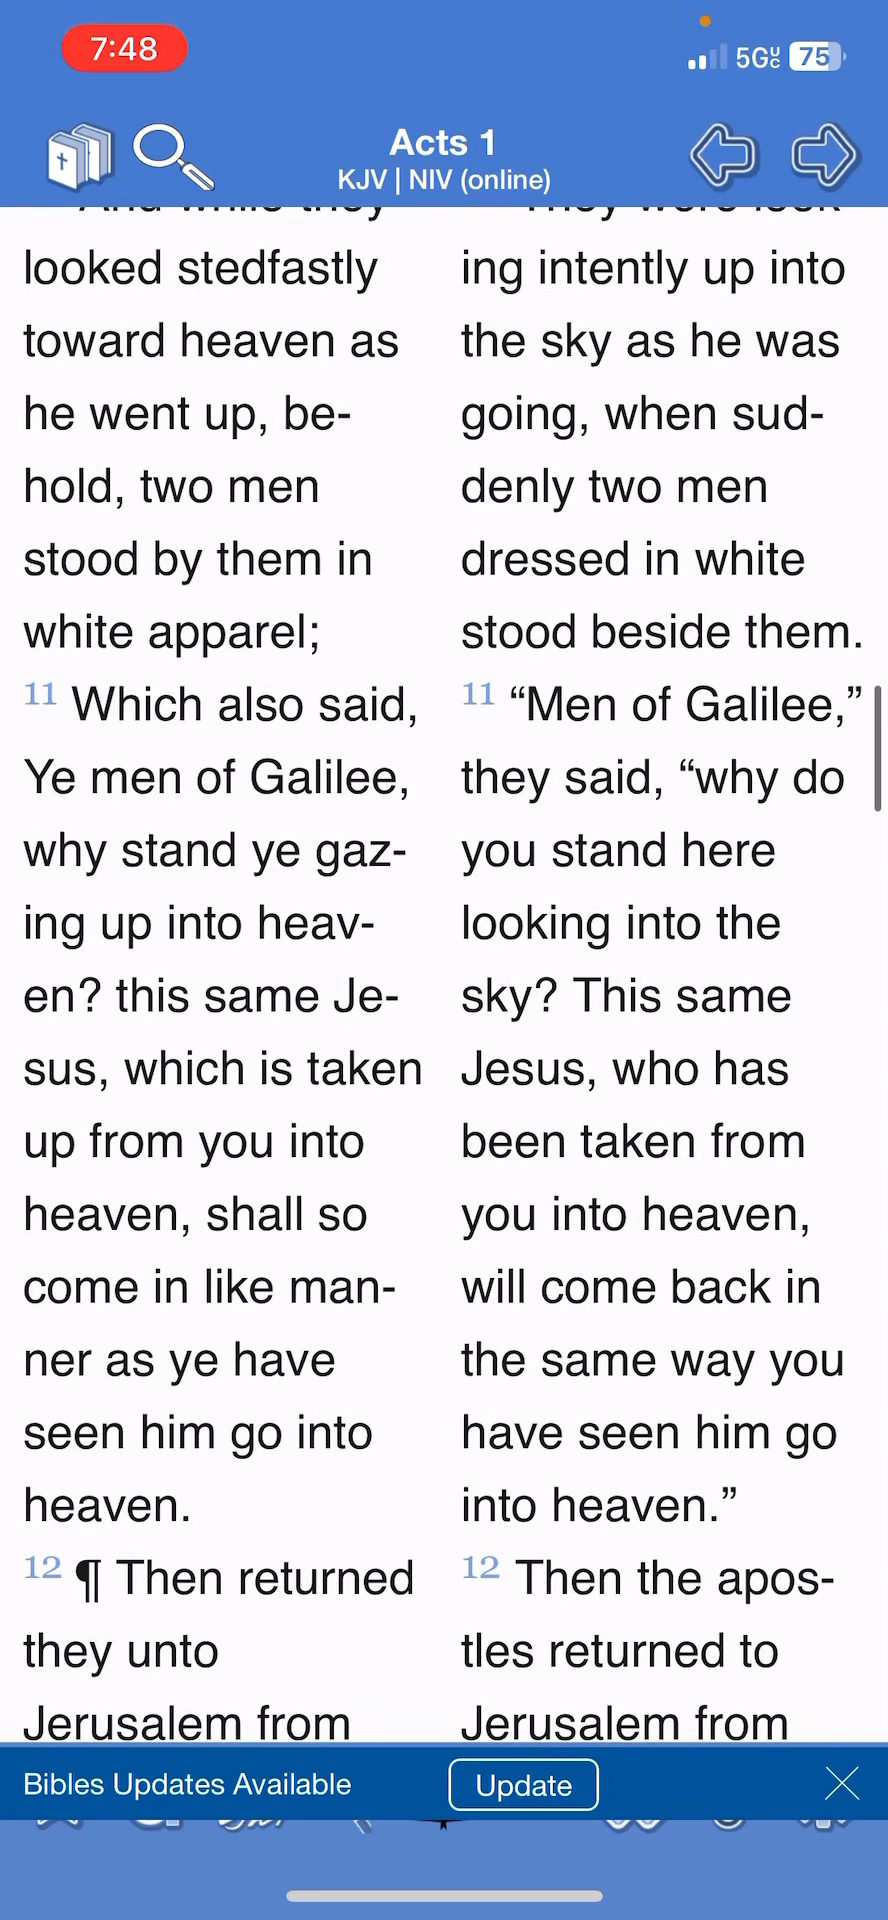 7:48
5G
75
Acts 1
KJV | NIV (online)
And while they
looked stedfastly
toward heaven as
he went up, be-
hold, two men
stood by them in
white apparel;
11 Which also said,
Ye men of Galilee,
why stand ye gaz-
ing up into heav-
en? this same Je-
sus, which is taken
up from you into
heaven, shall so
come in like man-
ner as ye have
seen him go into
heaven.
12 ¶ Then returned
they unto
Jerusalem from
They were look
ing intently up into
the sky as he was
going, when sud-
denly two men
dressed in white
stood beside them.
11 “Men of Galilee,”
they said, “why do
you stand here
looking into the
sky? This same
Jesus, who has
been taken from
you into heaven,
will come back in
the same way you
have seen him go
into heaven.”
12 Then the apos-
tles returned to
Jerusalem from
Bibles Updates Available
Update